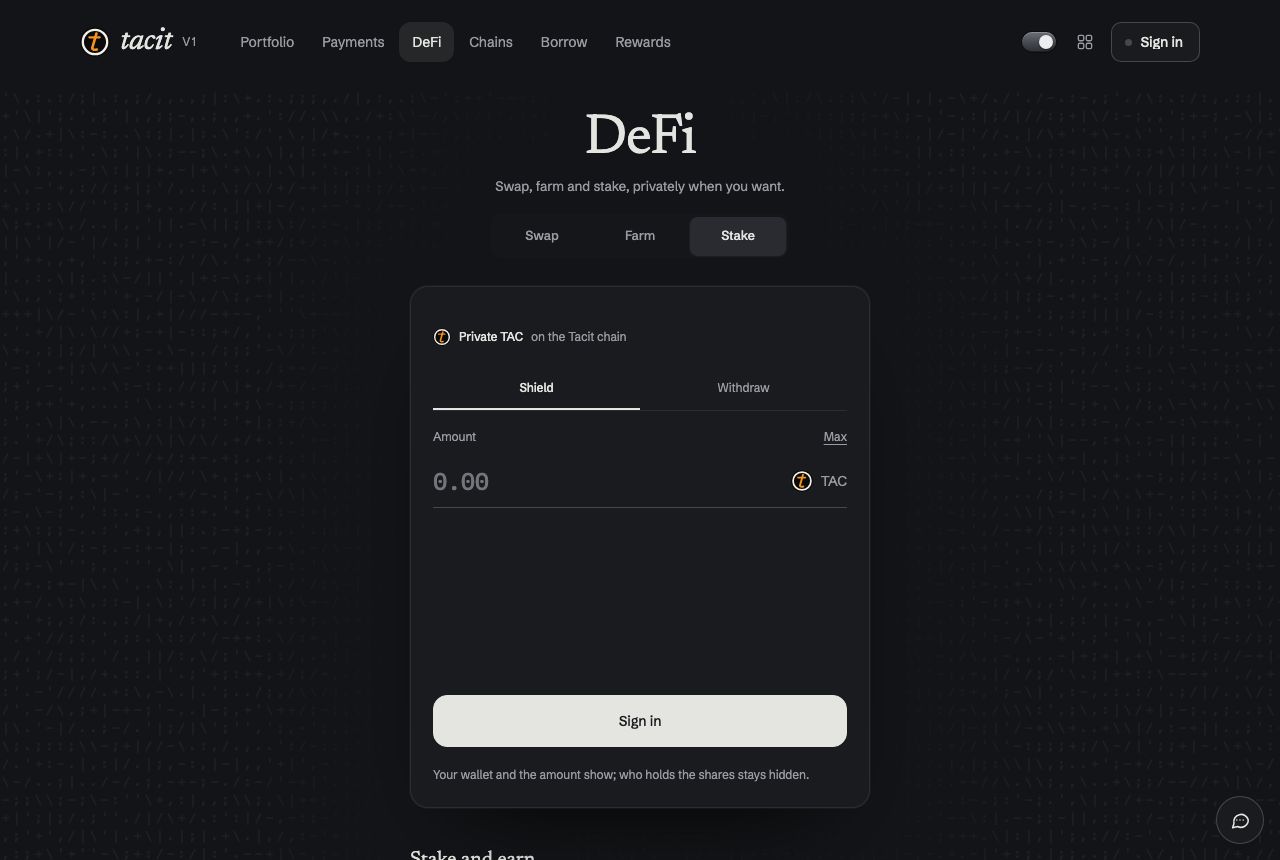 tacit V1 Portfolio Payments DeFi Chains Borrow Rewards Sign in
DeFi
Swap, farm and stake, privately when you want.
Swap Farm Stake
Private TAC on the Tacit chain
Shield Withdraw
Amount Max
0.00 TAC
Sign in
Your wallet and the amount show; who holds the shares stays hidden.
Stake and earn